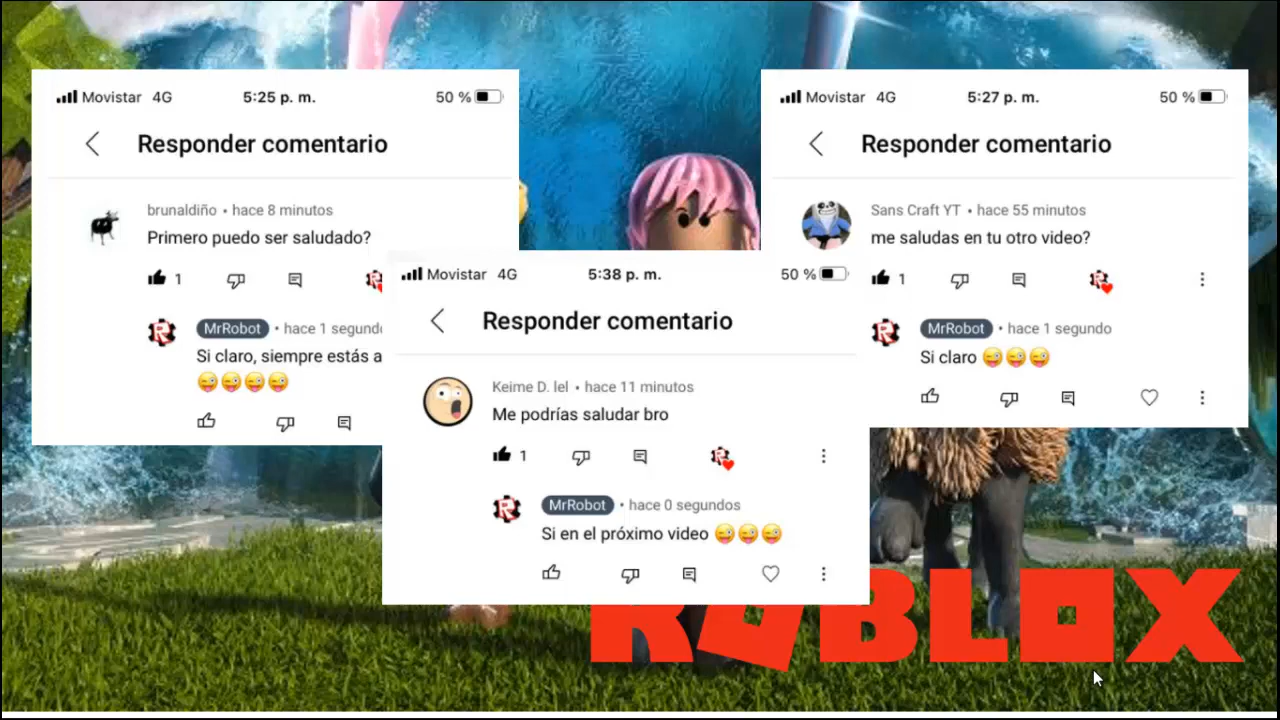 Movistar 4G 5:25 p. m. 50 %
Responder comentario
brunaldiño • hace 8 minutos
Primero puedo ser saludado?
1
MrRobot • hace 1 segundo
Si claro, siempre estás a
😜😜😜😜
Movistar 4G 5:38 p. m. 50 %
Responder comentario
Keime D. lel • hace 11 minutos
Me podrías saludar bro
1
MrRobot • hace 0 segundos
Si en el próximo video 😜😜😜
Movistar 4G 5:27 p. m. 50 %
Responder comentario
Sans Craft YT • hace 55 minutos
me saludas en tu otro video?
1
MrRobot • hace 1 segundo
Si claro 😜😜😜
ROBLOX